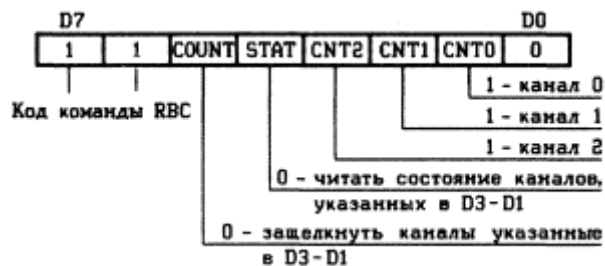 D7 D0
1 1 COUNT STAT CNT2 CNT1 CNT0 0
1 - канал 0
Код команды RBC
1 - канал 1
1 - канал 2
0 - читать состояние каналов,
указанных в D3-D1
0 - защелкнуть каналы указанные
в D3-D1